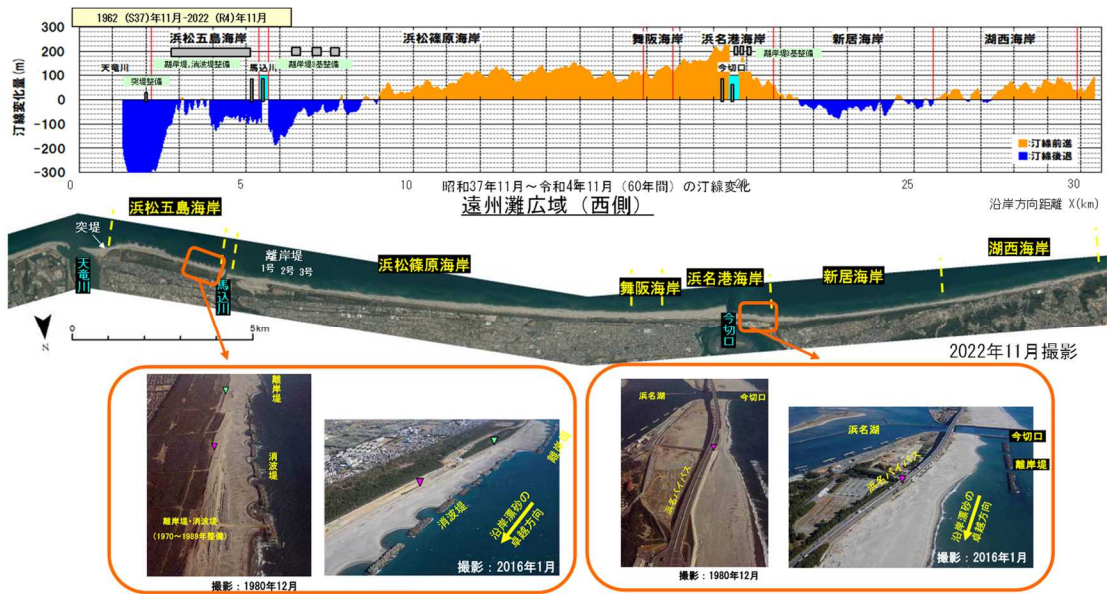 1962 (S37)年11月-2022 (R4)年11月
300
200
100
0
-100
-200
-300
汀線変化量(m)
浜松五島海岸
浜松篠原海岸
舞阪海岸
浜名港海岸
新居海岸
湖西海岸
天竜川
突堤整備
離岸堤,消波堤整備
馬込川
離岸堤3基整備
今切口
離岸堤3基整備
:汀線前進
:汀線後退
0
5
10
15
20
25
30
昭和37年11月~令和4年11月(60年間)の汀線変化
沿岸方向距離 X(km)
遠州灘広域(西側)
浜松五島海岸
突堤
天竜川
馬込川
離岸堤
1号 2号 3号
浜松篠原海岸
舞阪海岸
浜名港海岸
今切口
新居海岸
湖西海岸
N
0
5km
2022年11月撮影
離岸堤
消波堤
離岸堤・消波堤
(1970~1989年整備)
撮影:1980年12月
離岸堤
消波堤
沿岸漂砂の
卓越方向
撮影:2016年1月
浜名湖
今切口
浜名バイパス
撮影:1980年12月
浜名湖
今切口
離岸堤
浜名バイパス
沿岸漂砂の
卓越方向
撮影:2016年1月